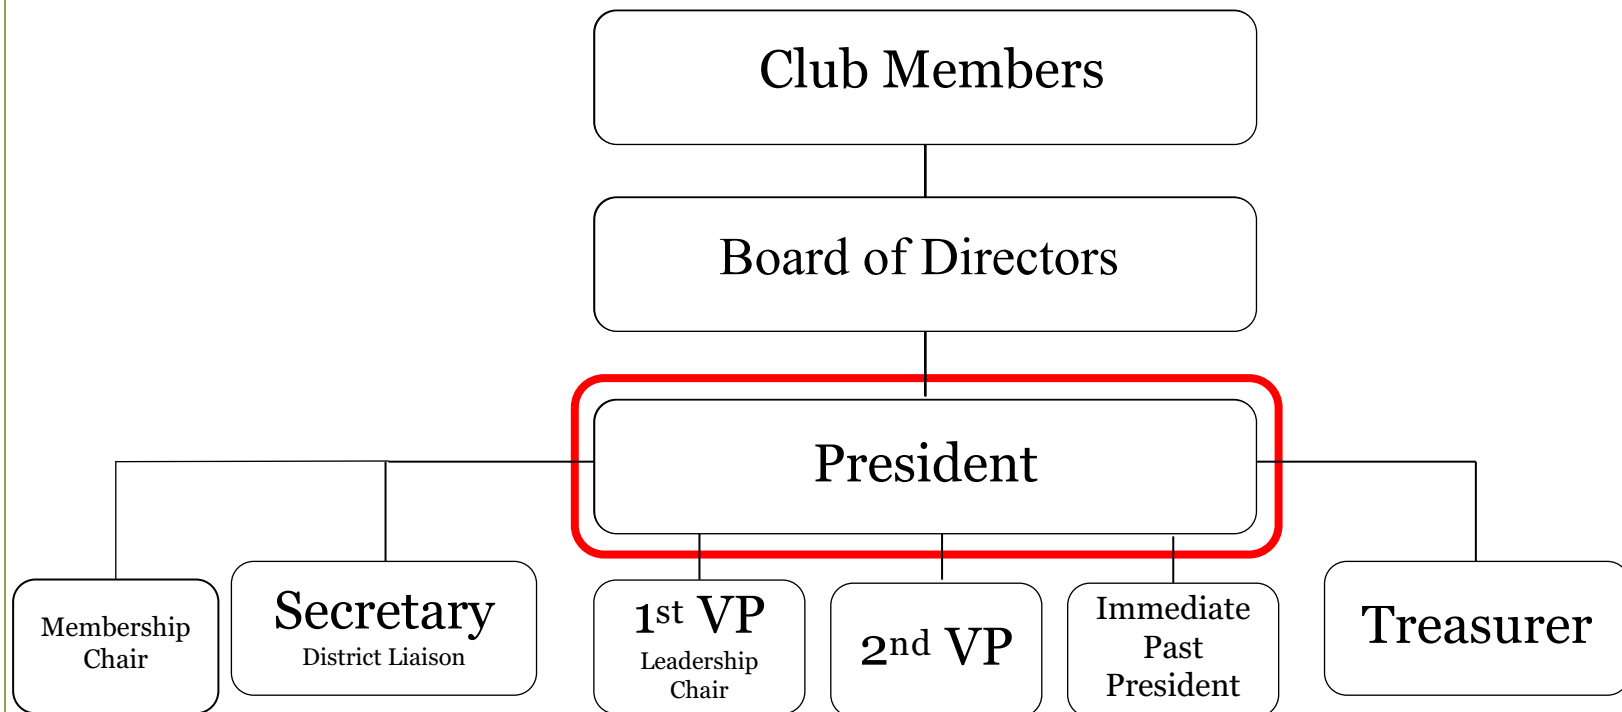 Club Members
Board of Directors
President
Membership
Chair
Secretary
District Liaison
1st VP
Leadership
Chair
2nd VP
Immediate
Past
President
Treasurer